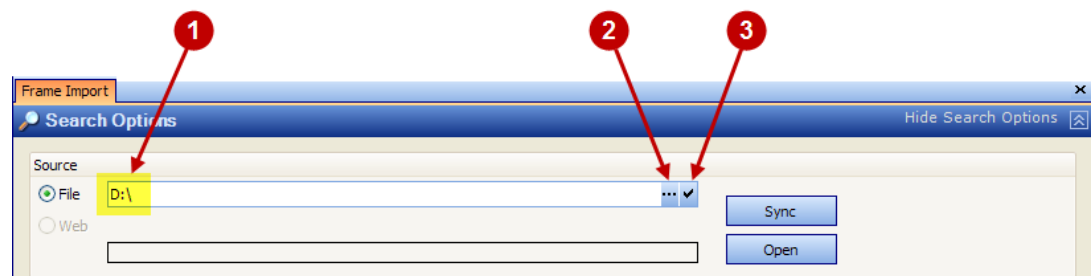 1 2 3
Frame Import
Search Options Hide Search Options
Source
File D:\ ...
Sync
Web
Open